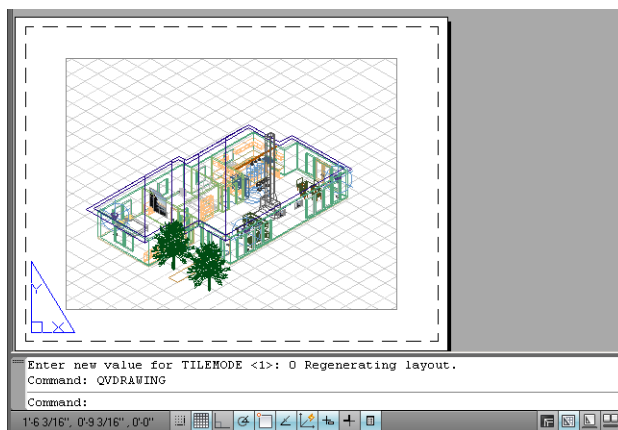 Y
X
Enter new value for TILEMODE <1>: 0 Regenerating layout.
Command: QVDRAWING
Command:
1'-6 3/16", 0'-9 3/16" , 0'-0"